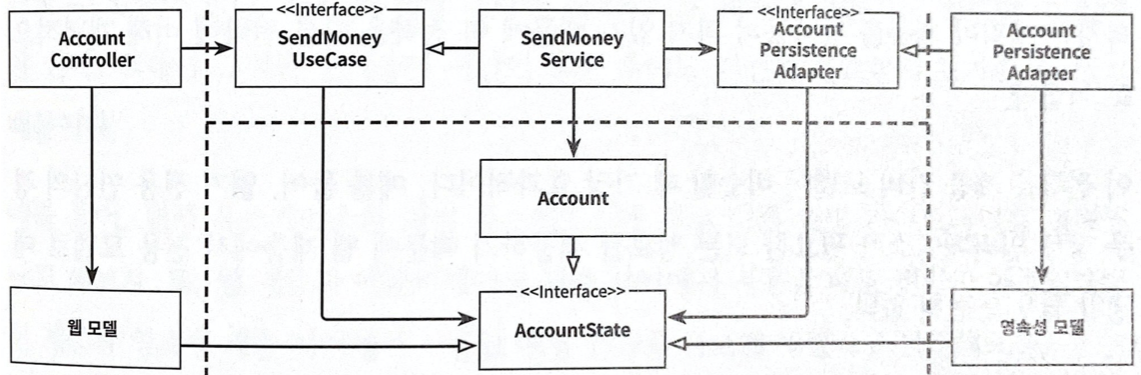 Account
Controller
<<Interface>>
SendMoney
UseCase
SendMoney
Service
<<Interface>>
Account
Persistence
Adapter
Account
Persistence
Adapter
Account
웹 모델
<<Interface>>
AccountState
영속성 모델